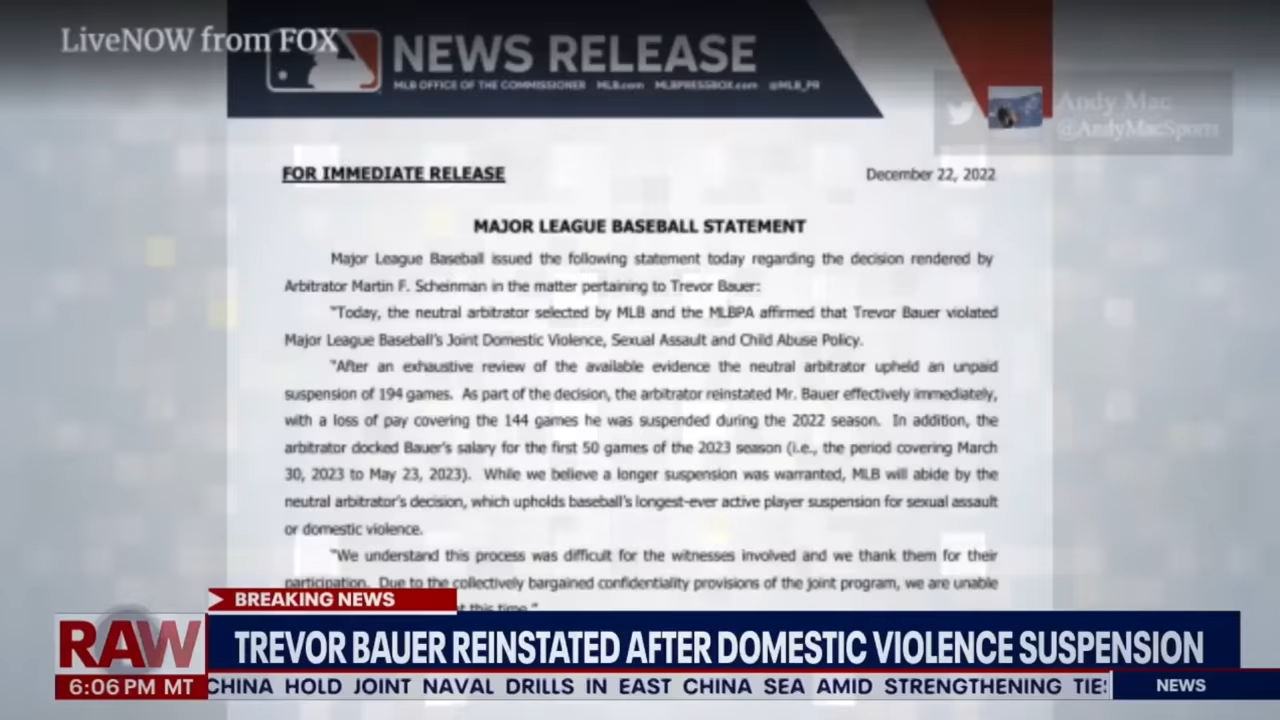 LiveNOW from FOX
NEWS RELEASE
MLB OFFICE OF THE COMMISSIONER MLB.com MLBPRESSBOX.com @MLB_PR
Andy Mac
@AndyMacSports
FOR IMMEDIATE RELEASE
December 22, 2022
MAJOR LEAGUE BASEBALL STATEMENT
Major League Baseball issued the following statement today regarding the decision rendered by
Arbitrator Martin F. Scheinman in the matter pertaining to Trevor Bauer:
"Today, the neutral arbitrator selected by MLB and the MLBPA affirmed that Trevor Bauer violated
Major League Baseball's Joint Domestic Violence, Sexual Assault and Child Abuse Policy.
"After an exhaustive review of the available evidence the neutral arbitrator upheld an unpaid
suspension of 194 games. As part of the decision, the arbitrator reinstated Mr. Bauer effectively immediately,
with a loss of pay covering the 144 games he was suspended during the 2022 season. In addition, the
arbitrator docked Bauer's salary for the first 50 games of the 2023 season (i.e., the period covering March
30, 2023 to May 23, 2023). While we believe a longer suspension was warranted, MLB will abide by the
neutral arbitrator's decision, which upholds baseball's longest-ever active player suspension for sexual assault
or domestic violence.
"We understand this process was difficult for the witnesses involved and we thank them for their
participation. Due to the collectively bargained confidentiality provisions of the joint program, we are unable
this time."
BREAKING NEWS
RAW
TREVOR BAUER REINSTATED AFTER DOMESTIC VIOLENCE SUSPENSION
6:06 PM MT
CHINA HOLD JOINT NAVAL DRILLS IN EAST CHINA SEA AMID STRENGTHENING
NEWS